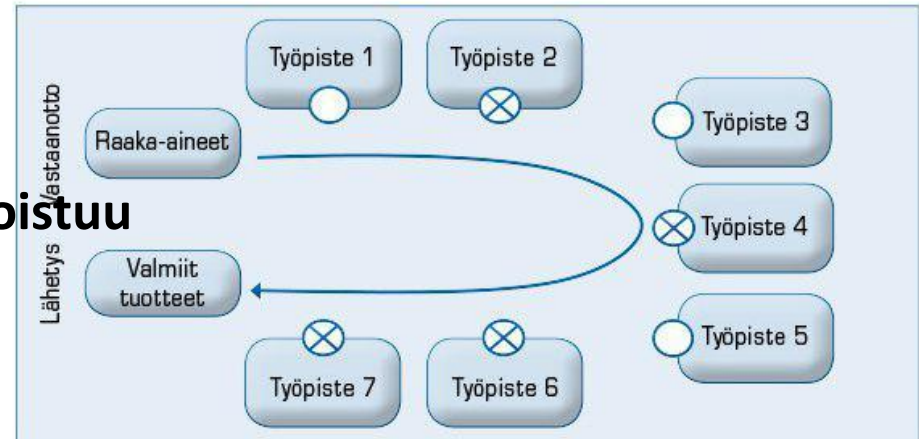 Työpiste 1
Työpiste 2
Vastaanotto
Raaka-aineet
Työpiste 3
oistuu
Työpiste 4
Lähetys
Valmiit
tuotteet
Työpiste 5
Työpiste 7
Työpiste 6